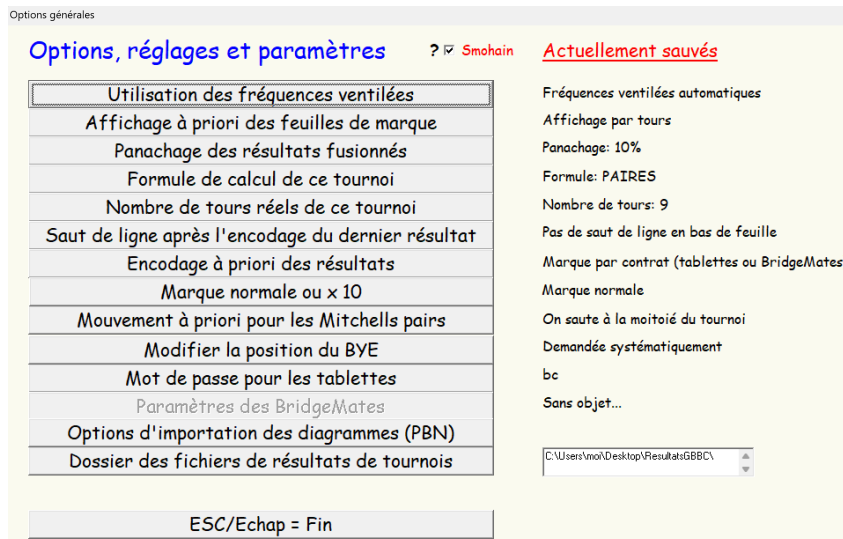 Options générales
Options, réglages et paramètres ? Smohain Actuellement sauvés
Utilisation des fréquences ventilées Fréquences ventilées automatiques
Affichage à priori des feuilles de marque Affichage par tours
Panachage des résultats fusionnés Panachage: 10%
Formule de calcul de ce tournoi Formule: PAIRES
Nombre de tours réels de ce tournoi Nombre de tours: 9
Saut de ligne après l'encodage du dernier résultat Pas de saut de ligne en bas de feuille
Encodage à priori des résultats Marque par contrat (tablettes ou BridgeMates
Marque normale ou x 10 Marque normale
Mouvement à priori pour les Mitchells pairs On saute à la moitoié du tournoi
Modifier la position du BYE Demandée systématiquement
Mot de passe pour les tablettes bc
Paramètres des BridgeMates Sans objet...
Options d'importation des diagrammes (PBN)
Dossier des fichiers de résultats de tournois C:\Users\moi\Desktop\ResultatsGBBC\
ESC/Echap = Fin